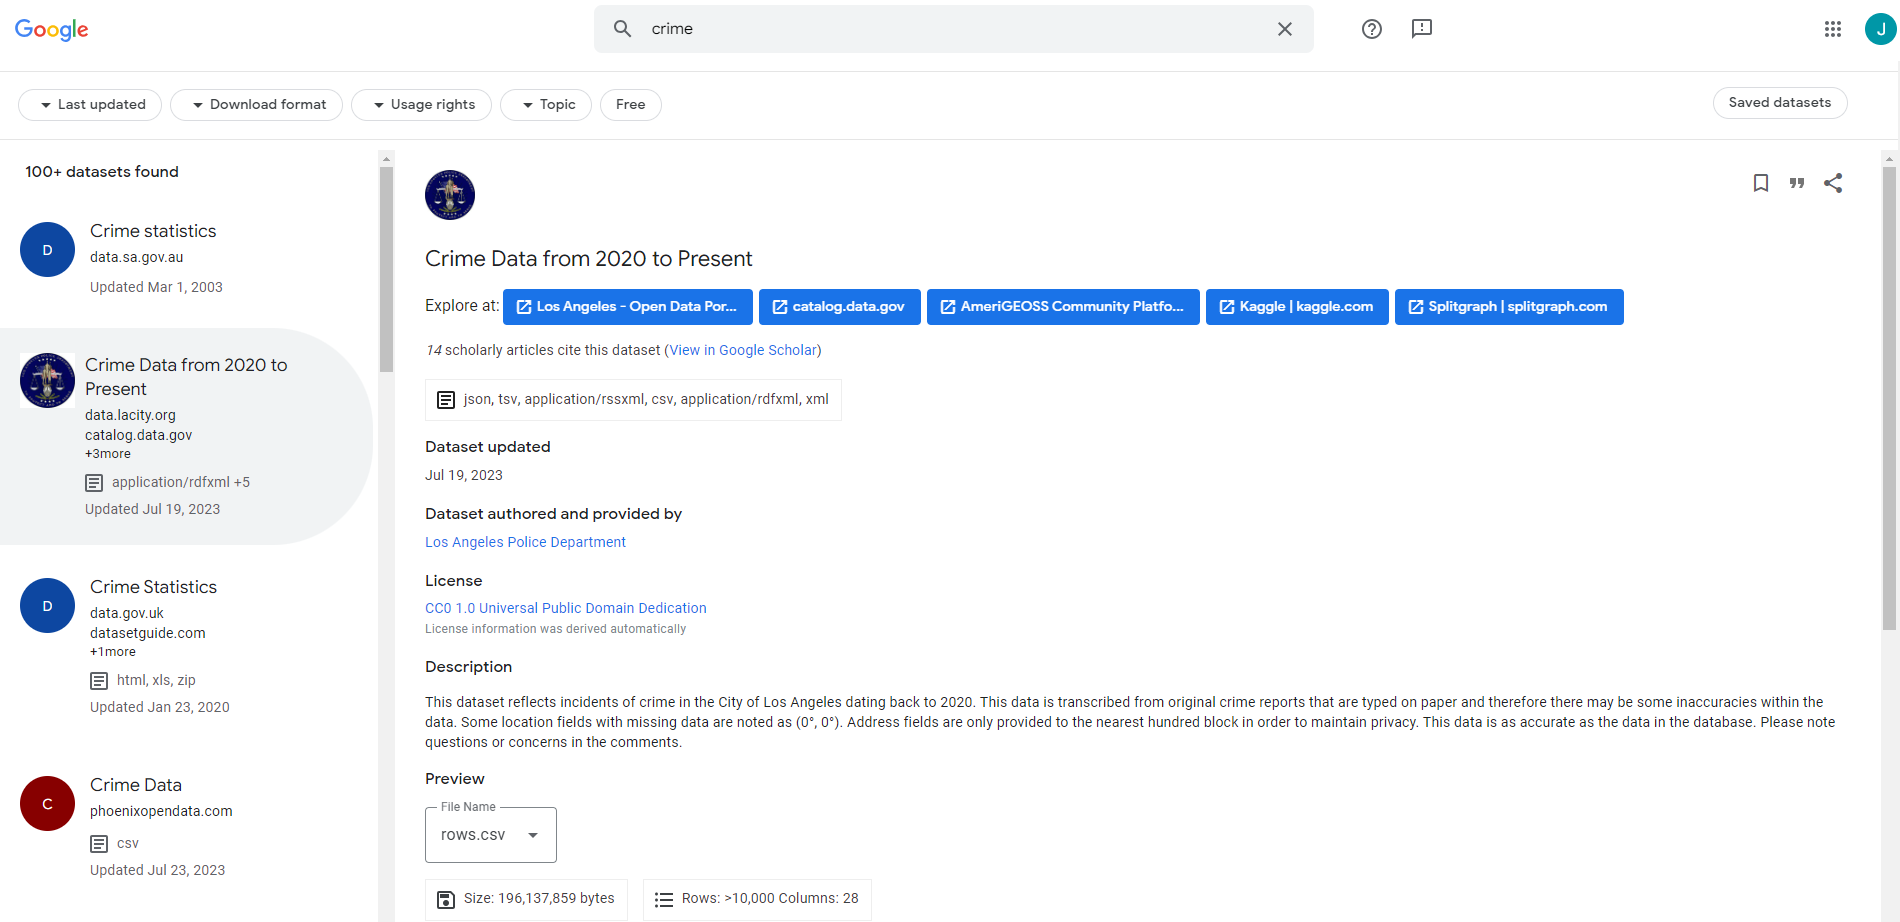 Google
crime
J
Last updated
Download format
Usage rights
Topic
Free
Saved datasets
100+ datasets found
D
Crime statistics
data.sa.gov.au
Updated Mar 1, 2003
Crime Data from 2020 to
Present
data.lacity.org
catalog.data.gov
+3more
application/rdfxml +5
Updated Jul 19, 2023
D
Crime Statistics
data.gov.uk
datasetguide.com
+1more
html, xls, zip
Updated Jan 23, 2020
C
Crime Data
phoenixopendata.com
csv
Updated Jul 23, 2023
Crime Data from 2020 to Present
Explore at: Los Angeles - Open Data Por... catalog.data.gov AmeriGEOSS Community Platfo... Kaggle | kaggle.com Splitgraph | splitgraph.com
14 scholarly articles cite this dataset (View in Google Scholar)
json, tsv, application/rssxml, csv, application/rdfxml, xml
Dataset updated
Jul 19, 2023
Dataset authored and provided by
Los Angeles Police Department
License
CC0 1.0 Universal Public Domain Dedication
License information was derived automatically
Description
This dataset reflects incidents of crime in the City of Los Angeles dating back to 2020. This data is transcribed from original crime reports that are typed on paper and therefore there may be some inaccuracies within the
data. Some location fields with missing data are noted as (0°, 0°). Address fields are only provided to the nearest hundred block in order to maintain privacy. This data is as accurate as the data in the database. Please note
questions or concerns in the comments.
Preview
File Name
rows.csv
Size: 196,137,859 bytes
Rows: >10,000 Columns: 28